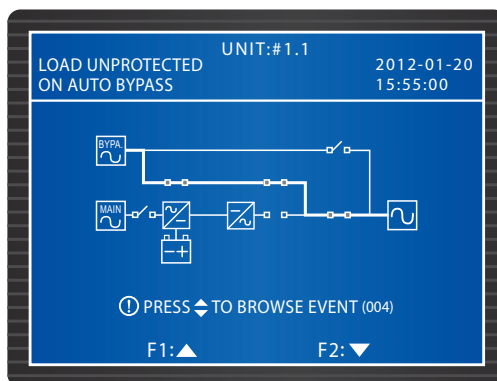 UNIT:#1.1
LOAD UNPROTECTED
2012-01-20
ON AUTO BYPASS
15:55:00
BYPA.
MAIN
PRESS TO BROWSE EVENT (004)
F1:
F2: